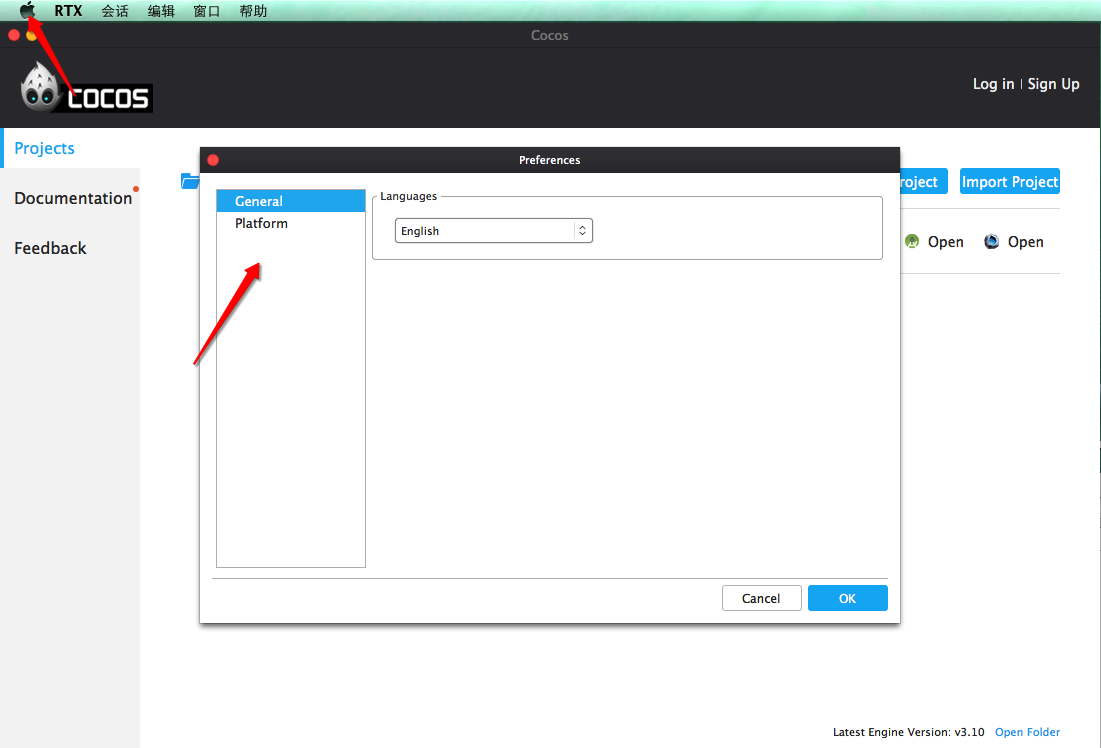 RTX 会话 编辑 窗口 帮助
Cocos
COCOS
Log in | Sign Up
Projects
Documentation
Feedback
Preferences
General
Platform
Languages
English
roject
Import Project
Open
Open
Cancel
OK
Latest Engine Version: v3.10 Open Folder